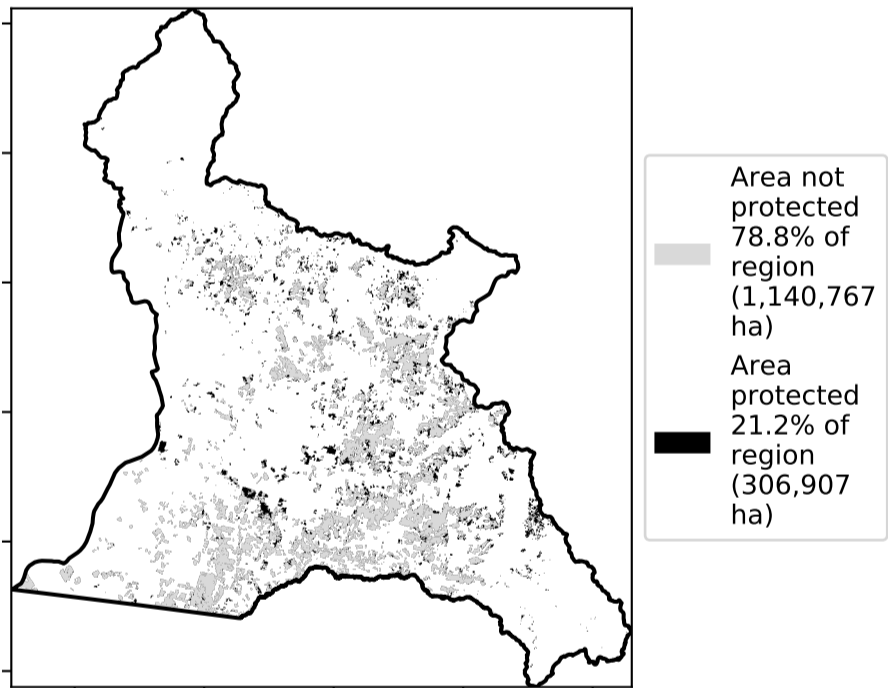 Area not
protected
78.8% of
region
(1,140,767
ha)
Area
protected
21.2% of
region
(306,907
ha)